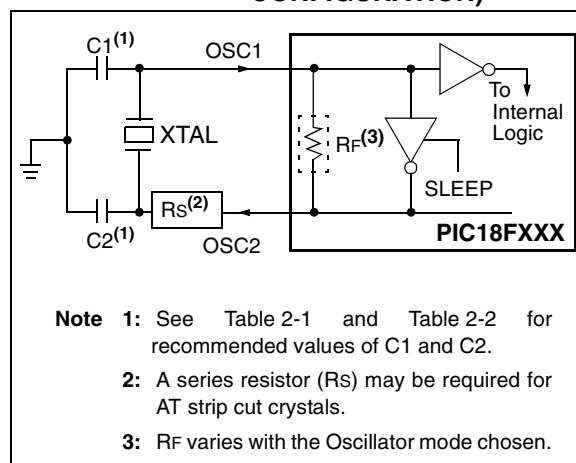 CONFIGURATION)
C1(1)
OSC1
To
Internal
Logic
XTAL
RF(3)
SLEEP
RS(2)
C2(1)
OSC2
PIC18FXXX
Note 1: See Table 2-1 and Table 2-2 for
recommended values of C1 and C2.
2: A series resistor (RS) may be required for
AT strip cut crystals.
3: RF varies with the Oscillator mode chosen.